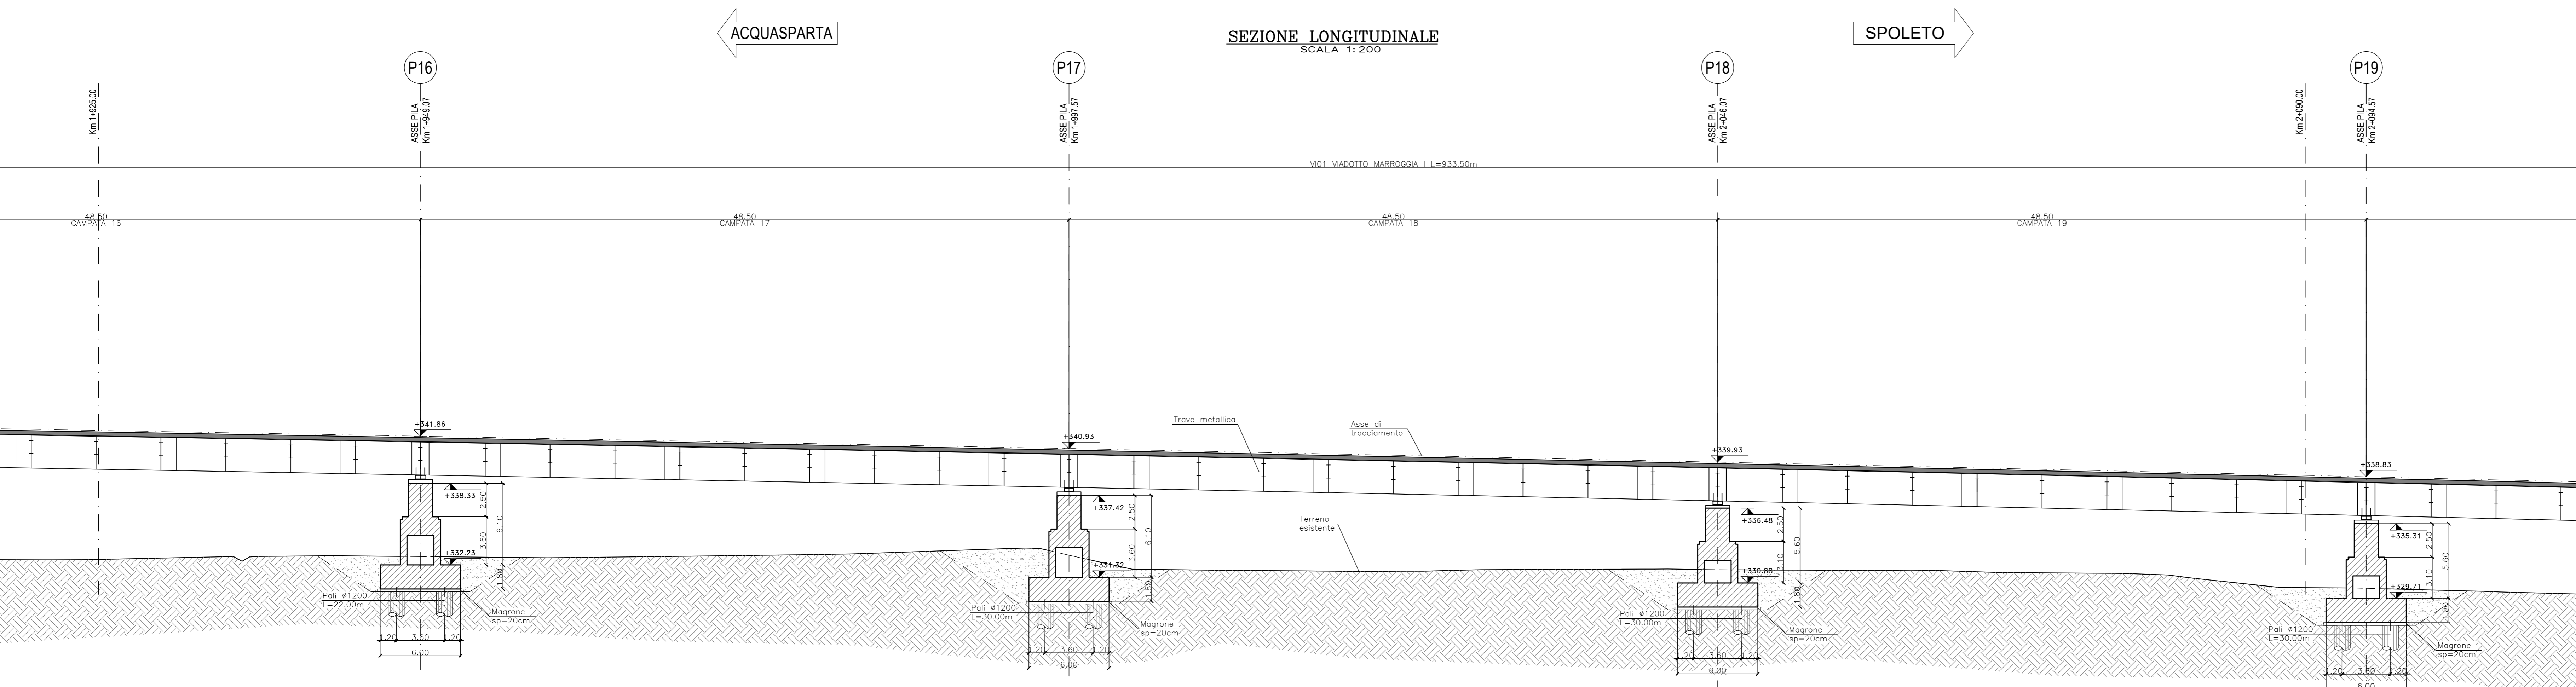 ACQUASPARTA
SEZIONE LONGITUDINALE
SCALA 1:200
SPOLETO
P16
P17
P18
P19
Km 1+925.00
ASSE PILA
Km 1+949.07
ASSE PILA
Km 1+997.57
ASSE PILA
Km 2+046.07
Km 2+090.00
ASSE PILA
Km 2+094.57
VI01 VIADOTTO MARROGGIA I L=933.50m
48.50
CAMPATA 16
48.50
CAMPATA 17
48.50
CAMPATA 18
48.50
CAMPATA 19
+341.86
+338.33
2.50
6.10
3.60
+332.23
1.80
Pali ø1200
L=22.00m
Magrone
sp=20cm
1.20 3.60 1.20
6.00
+340.93
+337.42
2.50
6.10
3.60
+331.32
1.80
Pali ø1200
L=30.00m
Magrone
sp=20cm
1.20 3.60 1.20
6.00
Trave metallica
Asse di
tracciamento
Terreno
esistente
+339.93
+336.48
2.50
5.60
3.10
+330.88
1.80
Pali ø1200
L=30.00m
Magrone
sp=20cm
1.20 3.60 1.20
6.00
+338.83
+335.31
2.50
5.60
3.10
+329.71
1.80
Pali ø1200
L=30.00m
Magrone
sp=20cm
1.20 3.60 1.20
6.00